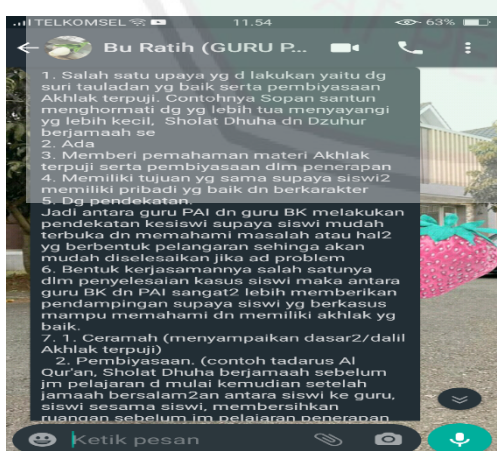 TELKOMSEL 11.54 63%
Bu Ratih (GURU P...
1. Salah satu upaya yg d lakukan yaitu dg
suri tauladan yg baik serta pembiyasaan
Akhlak terpuji. Contohnya Sopan santun
menghormati dg yg lebih tua menyayangi
yg lebih kecil, Sholat Dhuha dn Dzuhur
berjamaah se
2. Ada
3. Memberi pemahaman materi Akhlak
terpuji serta pembiyasaan dlm penerapan
4. Memiliki tujuan yg sama supaya siswi2
memiliki pribadi yg baik dn berkarakter
5. Dg pendekatan.
Jadi antara guru PAI dn guru BK melakukan
pendekatan kesiswi supaya siswi mudah
terbuka dn memahami masalah atau hal2
yg berbentuk pelangaran sehinga akan
mudah diselesaikan jika ad problem
6. Bentuk kerjasamannya salah satunya
dlm penyelesaian kasus siswi maka antara
guru BK dn PAI sangat2 lebih memberikan
pendampingan supaya siswi yg berkasus
mampu memahami dn memiliki akhlak yg
baik.
7. 1. Ceramah (menyampaikan dasar2/dalil
Akhlak terpuji)
2. Pembiyasaan. (contoh tadarus Al
Qur'an, Sholat Dhuha berjamaah sebelum
jm pelajaran d mulai kemudian setelah
jamaah bersalam2an antara siswi ke guru,
siswi sesama siswi, membersihkan
ruangan sebelum jm pelajaran penerapan
Ketik pesan